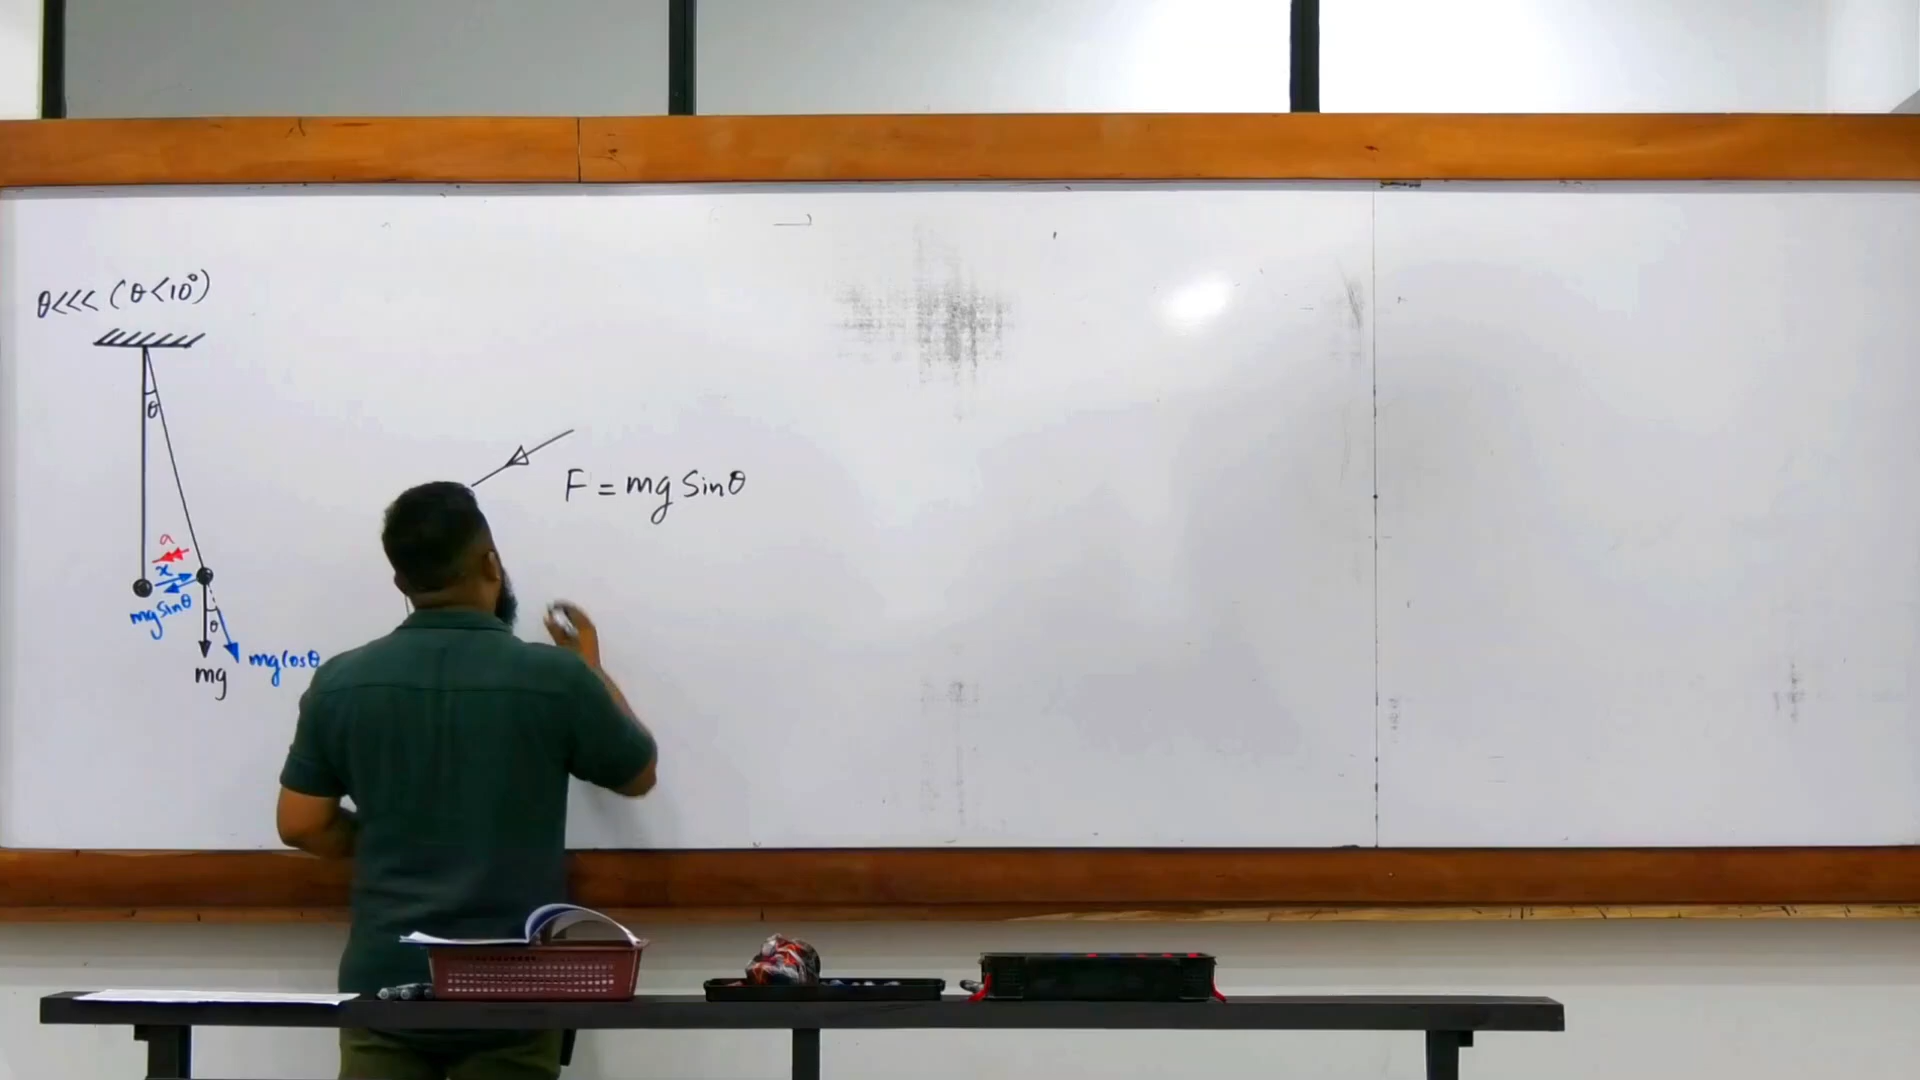 θ<<< (θ<10°)
θ
F = mg Sinθ
a
x
mg Sinθ
θ
mg Cosθ
mg